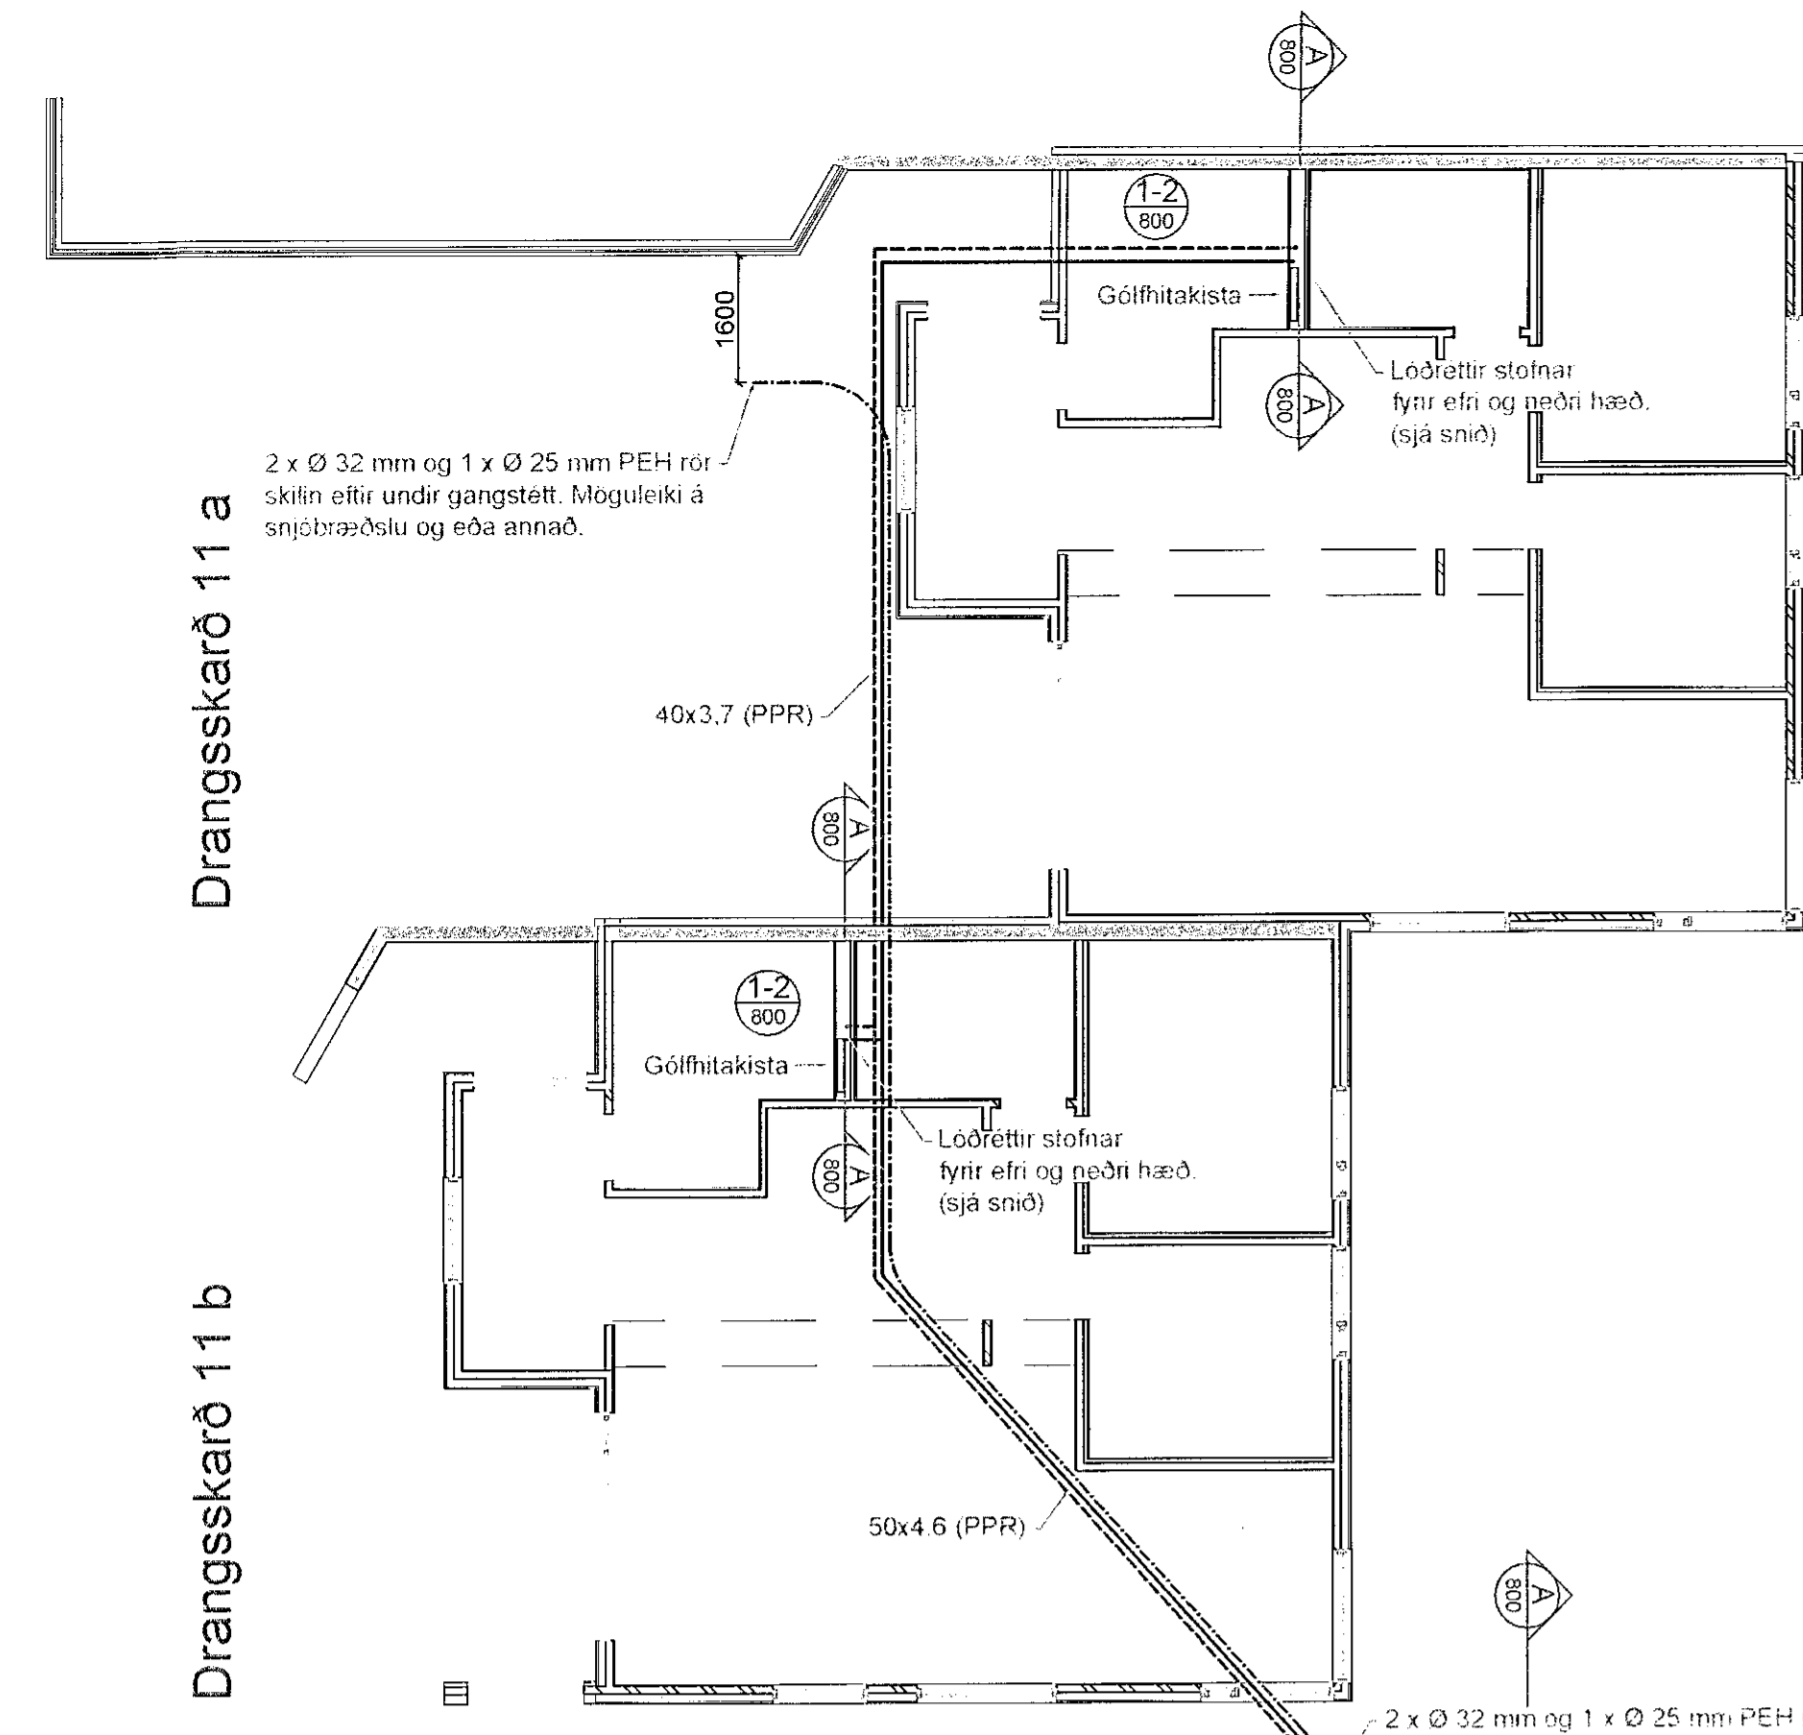 A
800
1-2
800
Gólfhitakista
1600
Lóðréttir stofnar
fyrir efri og neðri hæð.
(sjá snið)
A
800
2 x Ø 32 mm og 1 x Ø 25 mm PEH rör
skilin eftir undir gangstétt. Möguleiki á
snjóbræðslu og eða annað.
Drangsskarð 11 a
40x3,7 (PPR)
A
800
1-2
800
Gólfhitakista
Lóðréttir stofnar
fyrir efri og neðri hæð.
(sjá snið)
A
800
Drangsskarð 11 b
50x4.6 (PPR)
A
800
2 x Ø 32 mm og 1 x Ø 25 mm PEH